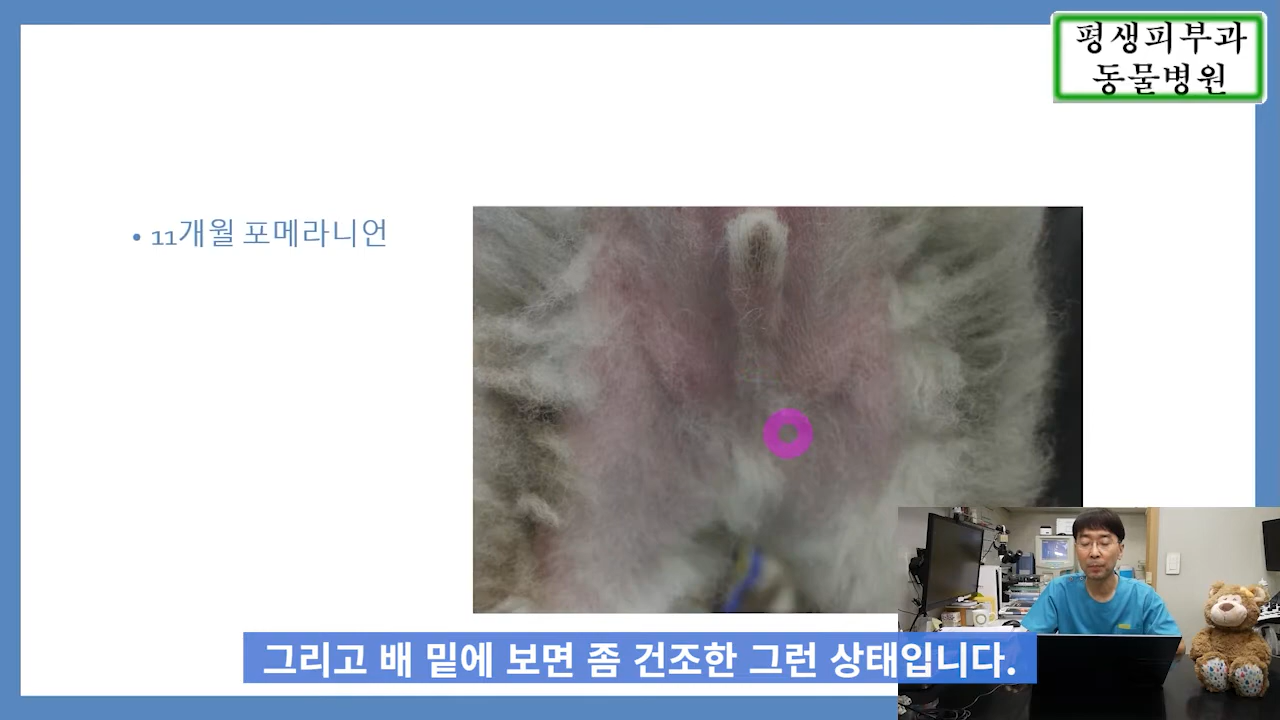 평생피부과
동물병원
• 11개월 포메라니언
그리고 배 밑에 보면 좀 건조한 그런 상태입니다.